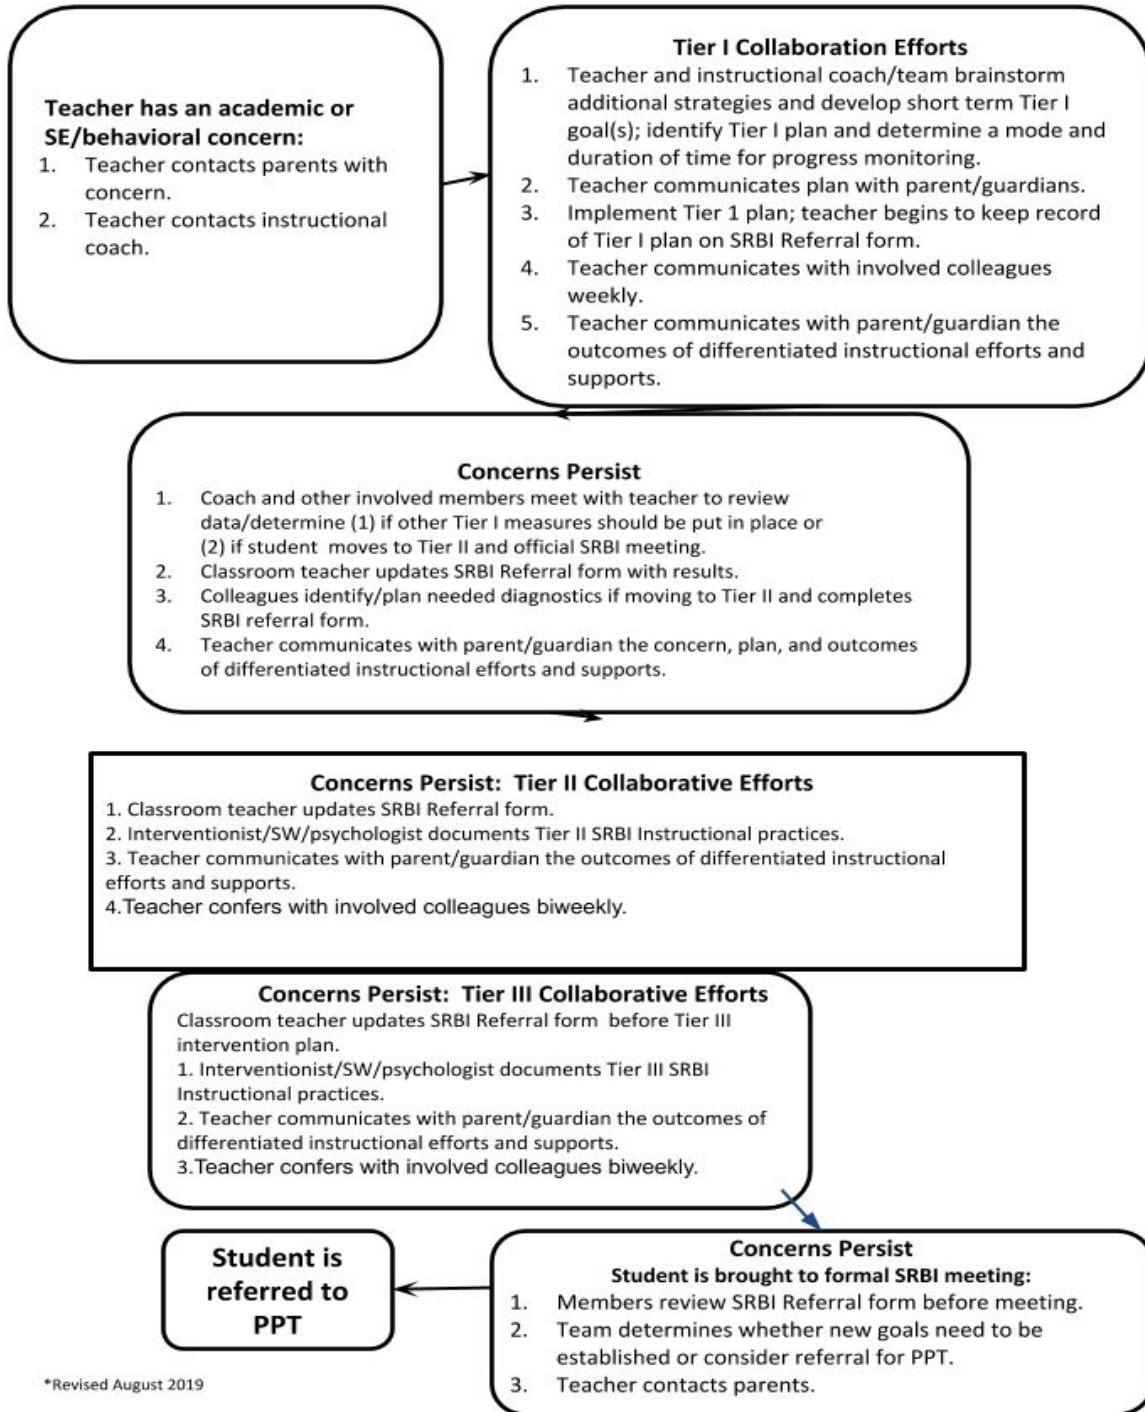 Teacher has an academic or
SE/behavioral concern:
1. Teacher contacts parents with
concern.
2. Teacher contacts instructional
coach.
Tier I Collaboration Efforts
1. Teacher and instructional coach/team brainstorm
additional strategies and develop short term Tier I
goal(s); identify Tier I plan and determine a mode and
duration of time for progress monitoring.
2. Teacher communicates plan with parent/guardians.
3. Implement Tier 1 plan; teacher begins to keep record
of Tier I plan on SRBI Referral form.
4. Teacher communicates with involved colleagues
weekly.
5. Teacher communicates with parent/guardian the
outcomes of differentiated instructional efforts and
supports.
Concerns Persist
1. Coach and other involved members meet with teacher to review
data/determine (1) if other Tier I measures should be put in place or
(2) if student moves to Tier II and official SRBI meeting.
2. Classroom teacher updates SRBI Referral form with results.
3. Colleagues identify/plan needed diagnostics if moving to Tier II and completes
SRBI referral form.
4. Teacher communicates with parent/guardian the concern, plan, and outcomes
of differentiated instructional efforts and supports.
Concerns Persist: Tier II Collaborative Efforts
1. Classroom teacher updates SRBI Referral form.
2. Interventionist/SW/psychologist documents Tier II SRBI Instructional practices.
3. Teacher communicates with parent/guardian the outcomes of differentiated instructional
efforts and supports.
4.Teacher confers with involved colleagues biweekly.
Concerns Persist: Tier III Collaborative Efforts
Classroom teacher updates SRBI Referral form before Tier III
intervention plan.
1. Interventionist/SW/psychologist documents Tier III SRBI
Instructional practices.
2. Teacher communicates with parent/guardian the outcomes of
differentiated instructional efforts and supports.
3.Teacher confers with involved colleagues biweekly.
Concerns Persist
Student is brought to formal SRBI meeting:
1. Members review SRBI Referral form before meeting.
2. Team determines whether new goals need to be
established or consider referral for PPT.
3. Teacher contacts parents.
Student is
referred to
PPT
*Revised August 2019